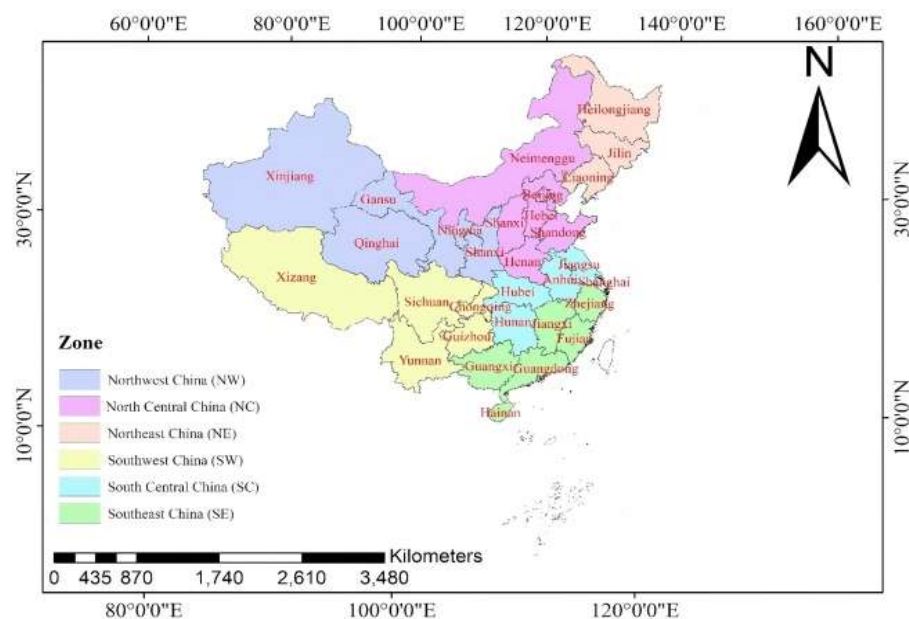 60°0'0"E 80°0'0"E 100°0'0"E 120°0'0"E 140°0'0"E 160°0'0"E
N
Heilongjiang
Jilin
Neimenggu
Liaoning
Xinjiang
Beijing
Gansu
30°0'0"N
30°0'0"N
Hebei
Shanxi
Ningxia
Shandong
Qinghai
Shanxi
Henan
Jiangsu
Xizang
Anhui
Shanghai
Hubei
Sichuan
Chongqing
Zhejiang
Hunan
Jiangxi
Guizhou
Fujian
Yunnan
Guangxi
Guangdong
Hainan
10°0'0"N
10°0'0"N
Zone
Northwest China (NW)
North Central China (NC)
Northeast China (NE)
Southwest China (SW)
South Central China (SC)
Southeast China (SE)
Kilometers
0 435 870 1,740 2,610 3,480
80°0'0"E 100°0'0"E 120°0'0"E